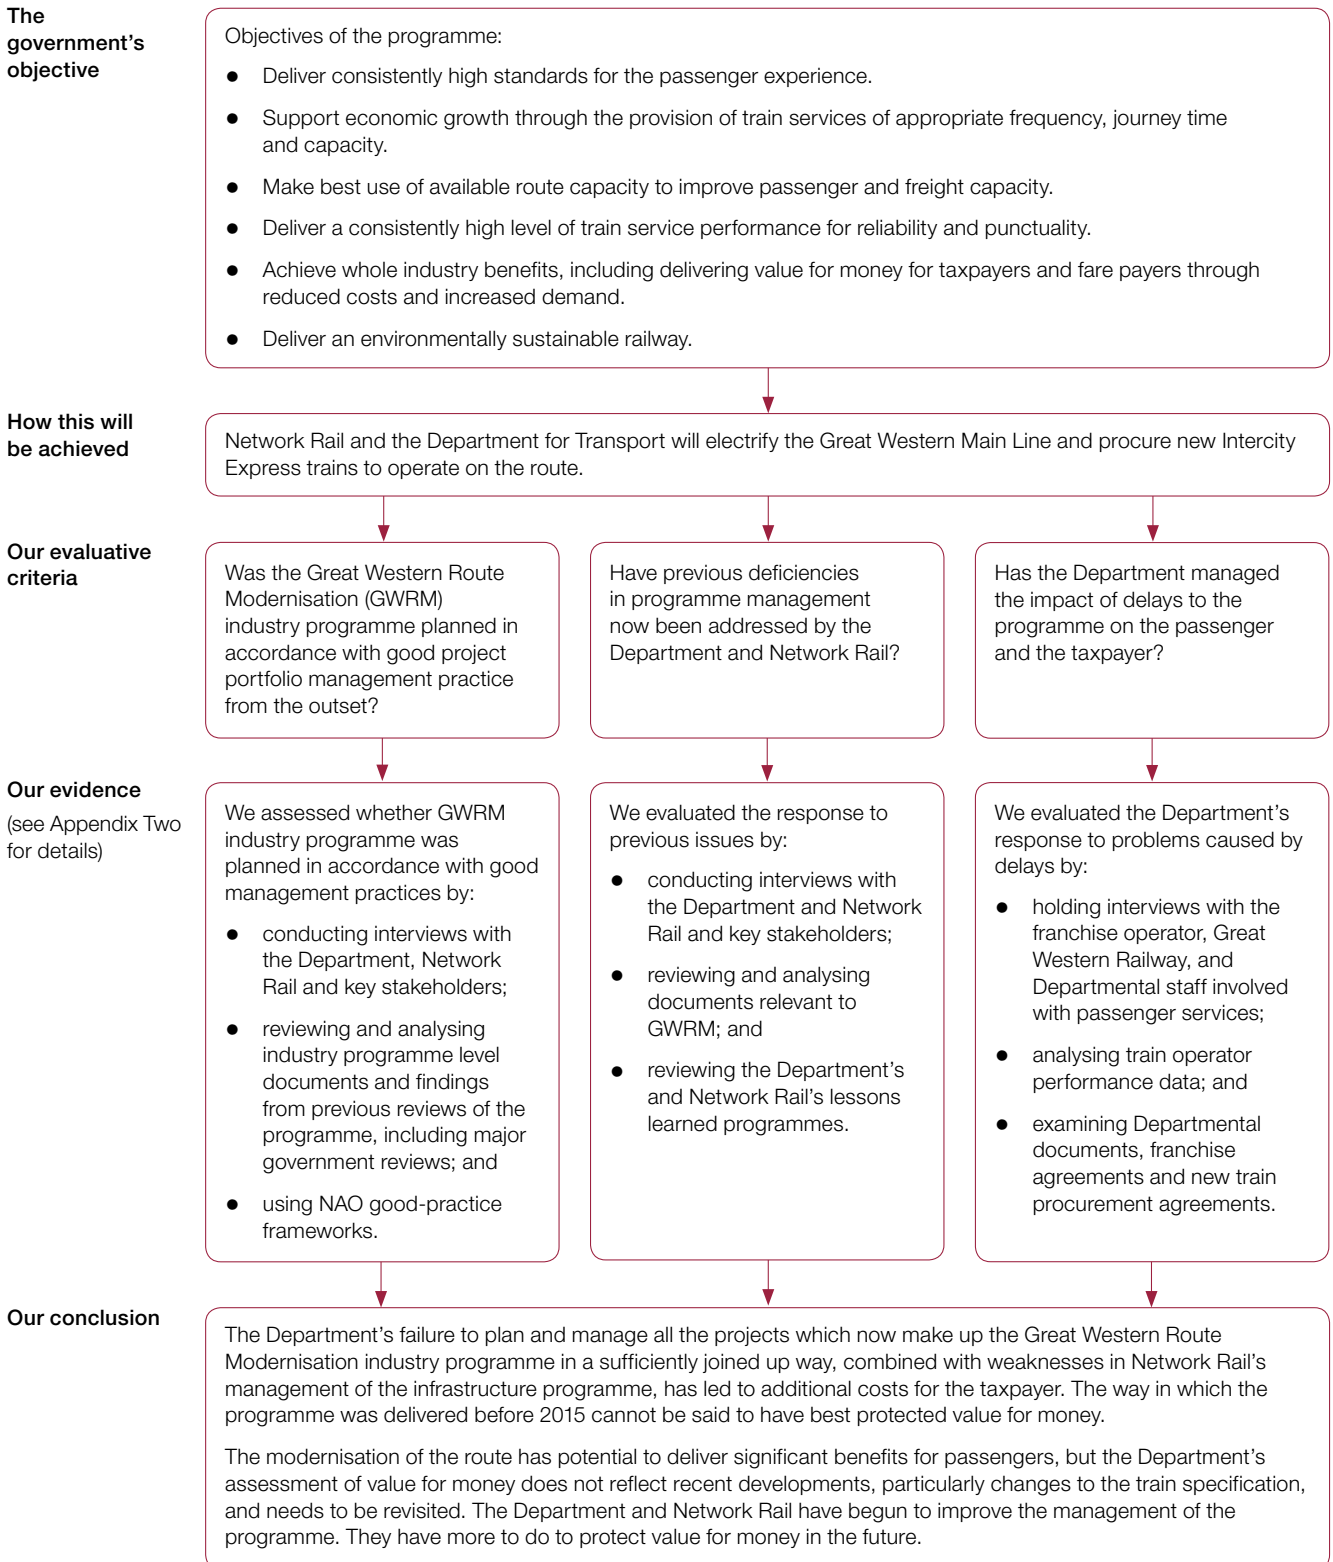 The
government's
objective
Objectives of the programme:
● Deliver consistently high standards for the passenger experience.
● Support economic growth through the provision of train services of appropriate frequency, journey time
and capacity.
● Make best use of available route capacity to improve passenger and freight capacity.
● Deliver a consistently high level of train service performance for reliability and punctuality.
● Achieve whole industry benefits, including delivering value for money for taxpayers and fare payers through
reduced costs and increased demand.
● Deliver an environmentally sustainable railway.
How this will
be achieved
Network Rail and the Department for Transport will electrify the Great Western Main Line and procure new Intercity
Express trains to operate on the route.
Our evaluative
criteria
Was the Great Western Route
Modernisation (GWRM)
industry programme planned in
accordance with good project
portfolio management practice
from the outset?
Have previous deficiencies
in programme management
now been addressed by the
Department and Network Rail?
Has the Department managed
the impact of delays to the
programme on the passenger
and the taxpayer?
Our evidence
(see Appendix Two
for details)
We assessed whether GWRM
industry programme was
planned in accordance with good
management practices by:
● conducting interviews with
the Department, Network
Rail and key stakeholders;
● reviewing and analysing
industry programme level
documents and findings
from previous reviews of the
programme, including major
government reviews; and
● using NAO good-practice
frameworks.
We evaluated the response to
previous issues by:
● conducting interviews with
the Department and Network
Rail and key stakeholders;
● reviewing and analysing
documents relevant to
GWRM; and
● reviewing the Department's
and Network Rail's lessons
learned programmes.
We evaluated the Department's
response to problems caused by
delays by:
● holding interviews with the
franchise operator, Great
Western Railway, and
Departmental staff involved
with passenger services;
● analysing train operator
performance data; and
● examining Departmental
documents, franchise
agreements and new train
procurement agreements.
Our conclusion
The Department's failure to plan and manage all the projects which now make up the Great Western Route
Modernisation industry programme in a sufficiently joined up way, combined with weaknesses in Network Rail's
management of the infrastructure programme, has led to additional costs for the taxpayer. The way in which the
programme was delivered before 2015 cannot be said to have best protected value for money.
The modernisation of the route has potential to deliver significant benefits for passengers, but the Department's
assessment of value for money does not reflect recent developments, particularly changes to the train specification,
and needs to be revisited. The Department and Network Rail have begun to improve the management of the
programme. They have more to do to protect value for money in the future.